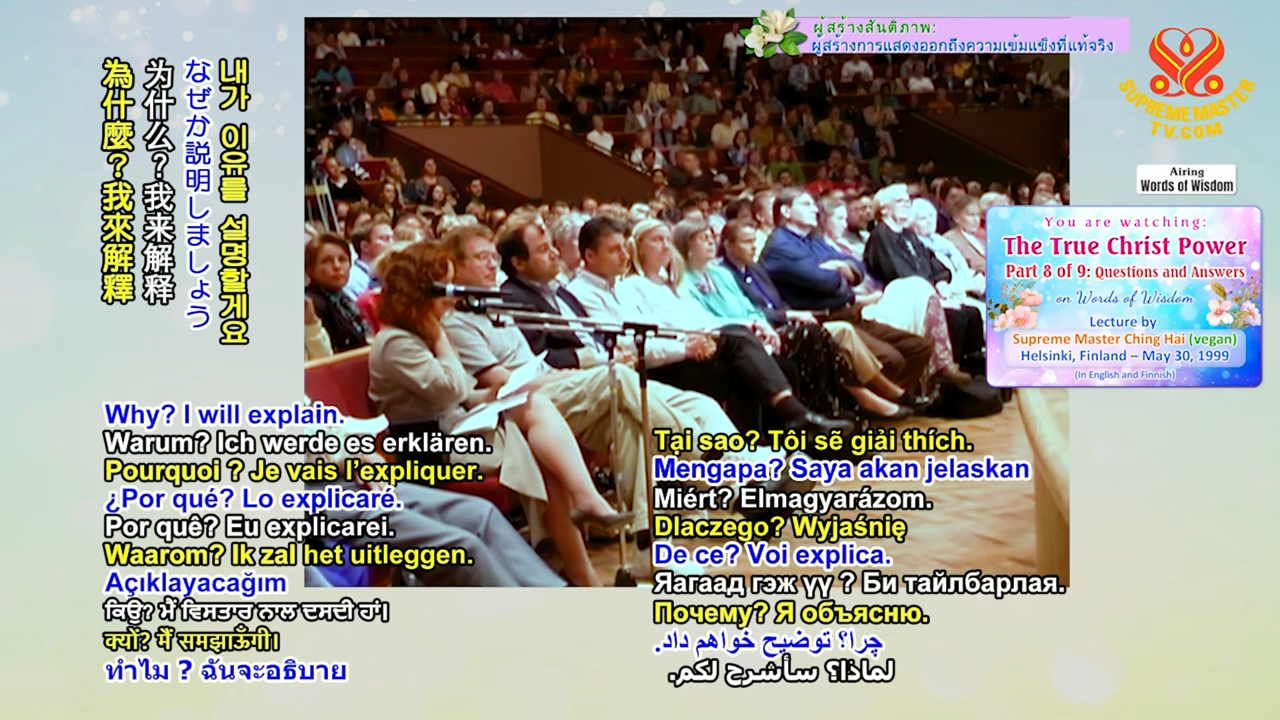 ผู้สร้างสันติภาพ:
ผู้สร้างการแสดงออกถึงความเข้มแข็งที่แท้จริง
SUPREME MASTER
TV.COM
Airing
Words of Wisdom
You are watching:
The True Christ Power
Part 8 of 9: Questions and Answers
on Words of Wisdom
Lecture by
Supreme Master Ching Hai (vegan)
Helsinki, Finland – May 30, 1999
(In English and Finnish)
내가 이유를 설명할게요
なぜか説明しましょう
为什么？我来解释
為什麼？我來解釋
Why? I will explain.
Warum? Ich werde es erklären.
Pourquoi ? Je vais l’expliquer.
¿Por qué? Lo explicaré.
Por quê? Eu explicarei.
Waarom? Ik zal het uitleggen.
Açıklayacağım
ਕਿਉਂ? ਮੈਂ ਵਿਸਤਾਰ ਨਾਲ ਦਸਦੀ ਹਾਂ।
क्यों? मैं समझाऊँगी।
ทำไม ? ฉันจะอธิบาย
Tại sao? Tôi sẽ giải thích.
Mengapa? Saya akan jelaskan
Miért? Elmagyarázom.
Dlaczego? Wyjaśnię
De ce? Voi explica.
Яагаад гэж үү ? Би тайлбарлая.
Почему? Я объясню.
چرا؟ توضیح خواهم داد.
لماذا؟ سأشرح لكم.